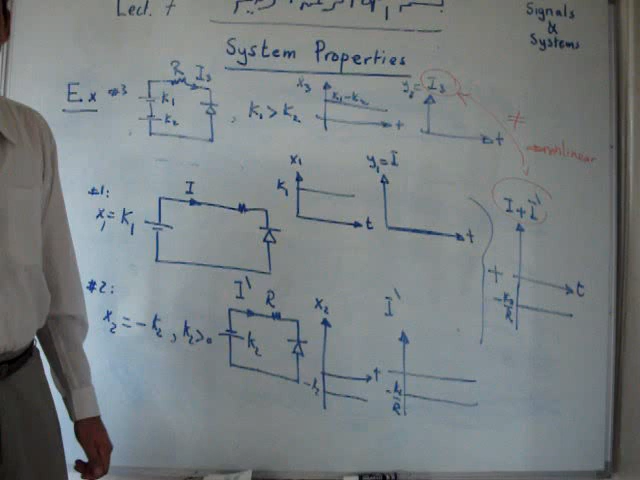 Lect. 7
Signals
&
Systems
System Properties
E.x #3
R I₃
K₁
K₂
, K₁ > K₂
x₃
K₁-K₂
t
y₃ = I₃
t
≠
→nonlinear
#1:
x₁ = K₁
I
x₁
K₁
t
y₁ = I
t
I + I'
t
+
-K₂/R
#2:
x₂ = -K₂ , K₂>0
I' R
K₂
x₂
-K₂
t
I'
-K₂/R